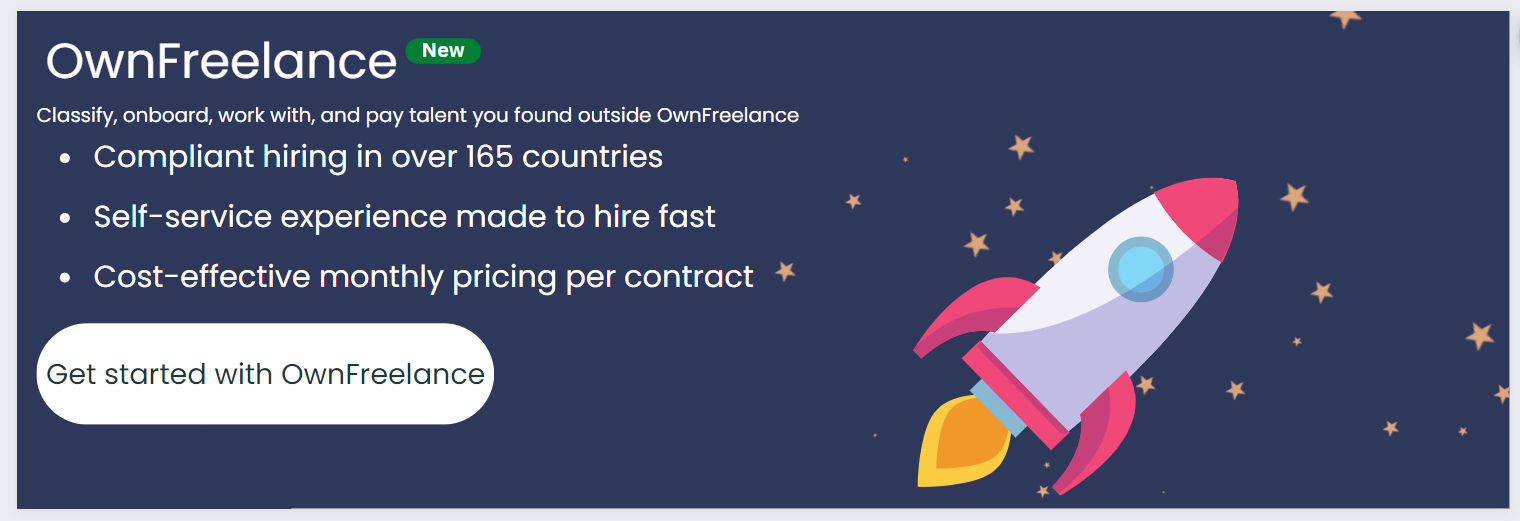 OwnFreelance New
Classify, onboard, work with, and pay talent you found outside OwnFreelance
• Compliant hiring in over 165 countries
• Self-service experience made to hire fast
• Cost-effective monthly pricing per contract
Get started with OwnFreelance